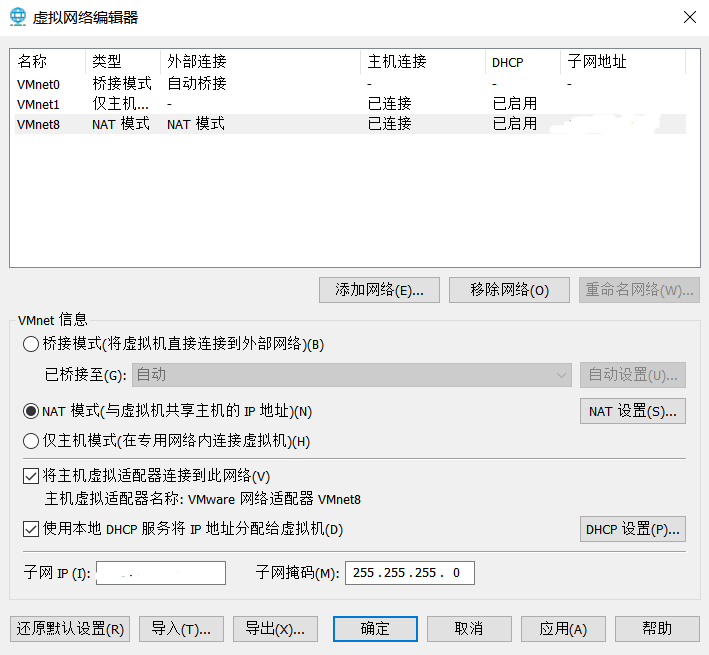 虚拟网络编辑器
名称 类型 外部连接 主机连接 DHCP 子网地址
VMnet0 桥接模式 自动桥接 - - -
VMnet1 仅主机... - 已连接 已启用
VMnet8 NAT 模式 NAT 模式 已连接 已启用
添加网络(E)... 移除网络(O) 重命名网络(W)...
VMnet 信息
桥接模式(将虚拟机直接连接到外部网络)(B)
已桥接至(G): 自动 自动设置(U)...
NAT 模式(与虚拟机共享主机的 IP 地址)(N) NAT 设置(S)...
仅主机模式(在专用网络内连接虚拟机)(H)
将主机虚拟适配器连接到此网络(V)
主机虚拟适配器名称: VMware 网络适配器 VMnet8
使用本地 DHCP 服务将 IP 地址分配给虚拟机(D) DHCP 设置(P)...
子网 IP (I): 子网掩码(M): 255 . 255 . 255 . 0
还原默认设置(R) 导入(T)... 导出(X)... 确定 取消 应用(A) 帮助